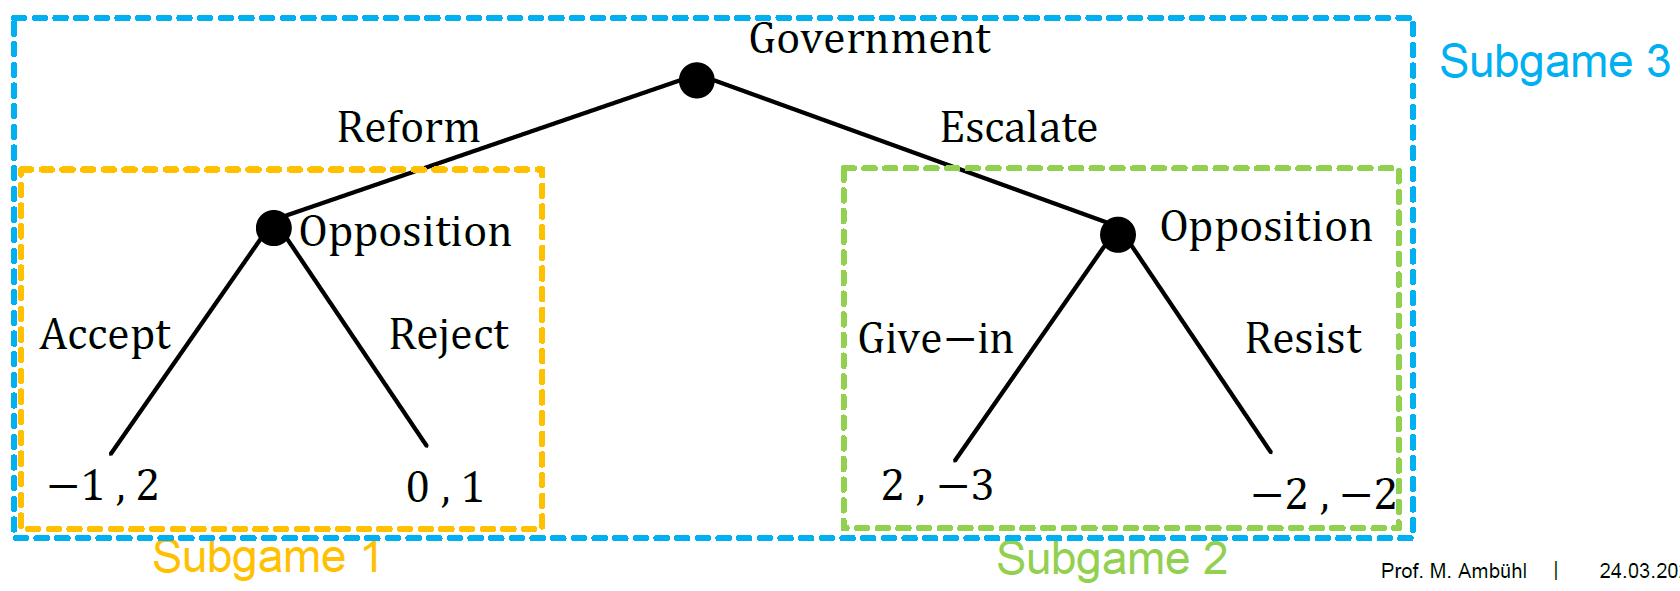 Government
Subgame 3
Reform
Escalate
Opposition
Opposition
Accept
Reject
Give−in
Resist
−1 , 2
0 , 1
2 , −3
−2 , −2
Subgame 1
Subgame 2
Prof. M. Ambühl | 24.03.20